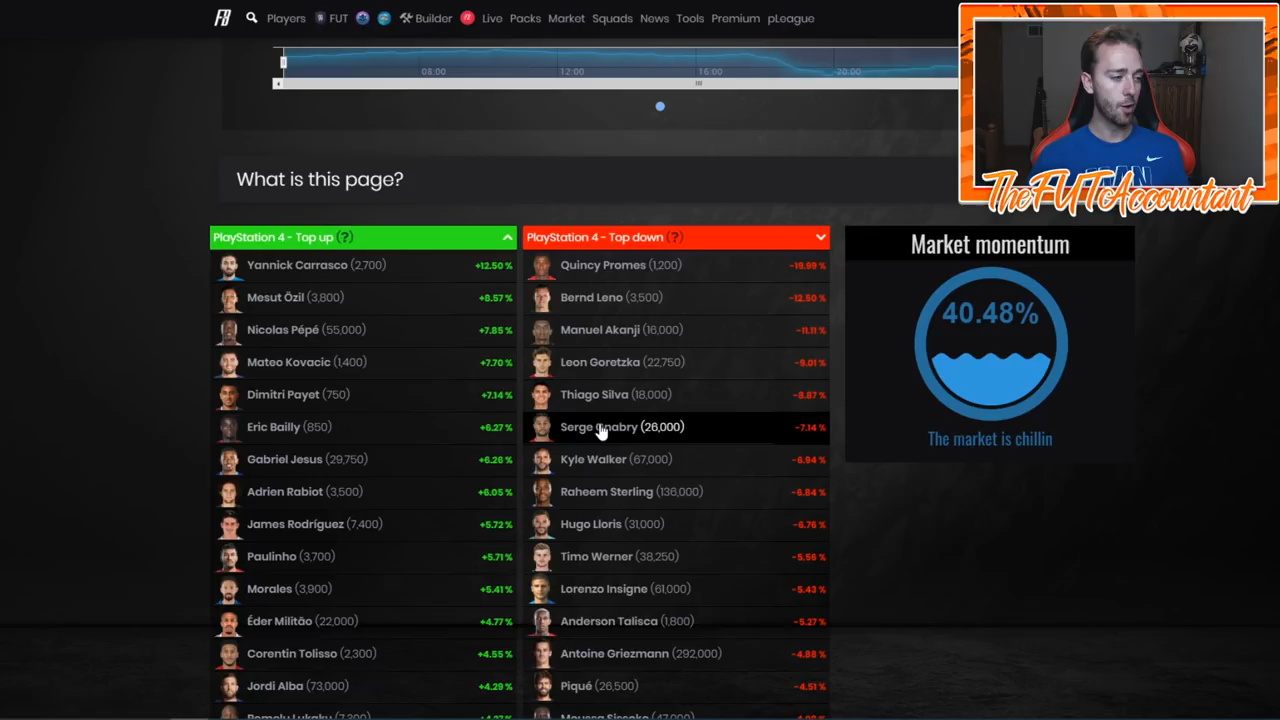 FB Players FUT Builder Live Packs Market Squads News Tools Premium pLeague
08:00 12:00 16:00 20:00
TheFUTAccountant
What is this page?
PlayStation 4 - Top up (?)
Yannick Carrasco (2,700) +12.50 %
Mesut Özil (3,800) +8.57 %
Nicolas Pépé (55,000) +7.85 %
Mateo Kovacic (1,400) +7.70 %
Dimitri Payet (750) +7.14 %
Eric Bailly (850) +6.27 %
Gabriel Jesus (29,750) +6.26 %
Adrien Rabiot (3,500) +6.05 %
James Rodríguez (7,400) +5.72 %
Paulinho (3,700) +5.71 %
Morales (3,900) +5.41 %
Éder Militão (22,000) +4.77 %
Corentin Tolisso (2,300) +4.55 %
Jordi Alba (73,000) +4.29 %
PlayStation 4 - Top down (?)
Quincy Promes (1,200) -19.99 %
Bernd Leno (3,500) -12.50 %
Manuel Akanji (16,000) -11.11 %
Leon Goretzka (22,750) -9.01 %
Thiago Silva (18,000) -8.87 %
Serge Gnabry (26,000) -7.14 %
Kyle Walker (67,000) -6.94 %
Raheem Sterling (136,000) -6.84 %
Hugo Lloris (31,000) -6.76 %
Timo Werner (38,250) -5.56 %
Lorenzo Insigne (61,000) -5.43 %
Anderson Talisca (1,800) -5.27 %
Antoine Griezmann (292,000) -4.88 %
Piqué (26,500) -4.51 %
Market momentum
40.48%
The market is chillin